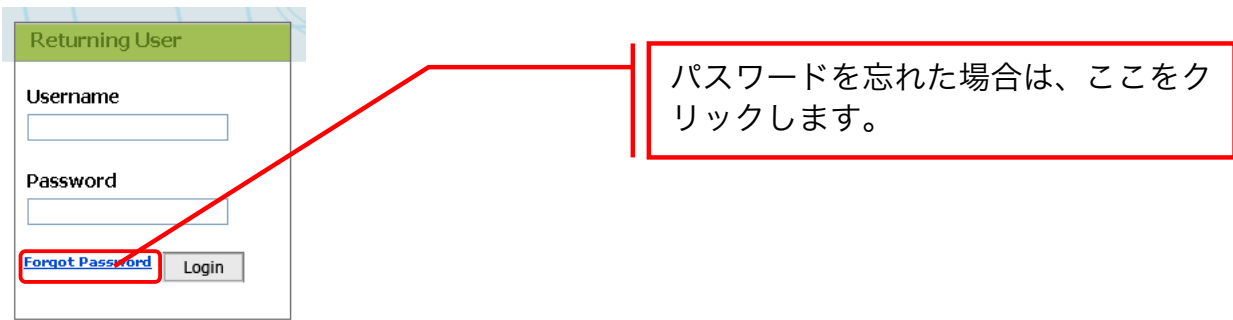 Returning User
Username
Password
Forgot Password
Login
パスワードを忘れた場合は、ここをク
リックします。